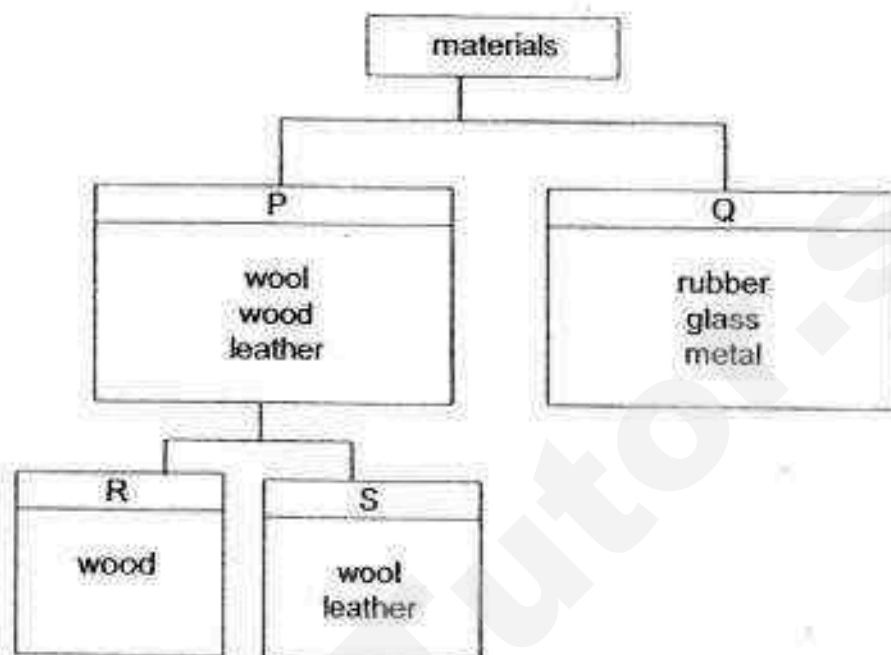 materials
P
wool
wood
leather
Q
rubber
glass
metal
R
wood
S
wool
leather